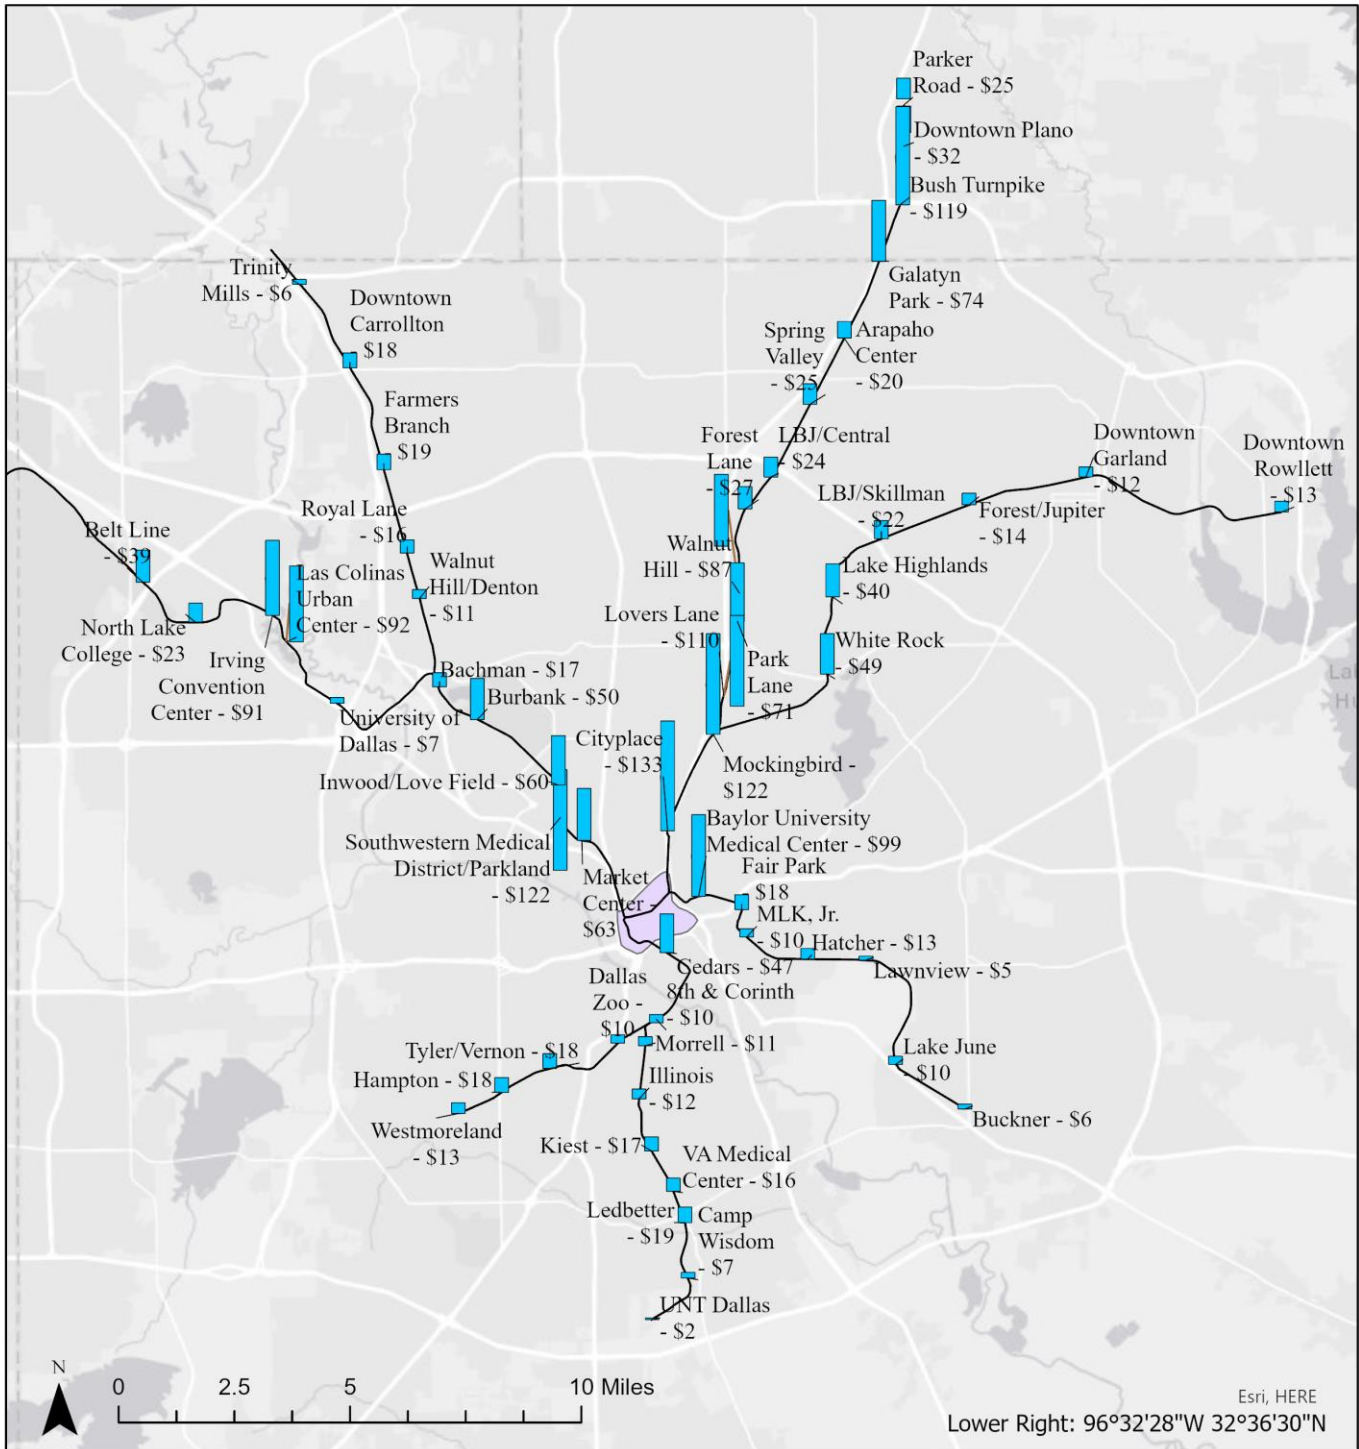 Parker
Road - $25
Downtown Plano
- $32
Bush Turnpike
- $119
Galatyn
Park - $74
Trinity
Mills - $6
Downtown
Carrollton
- $18
Spring
Valley
- $25
Arapaho
Center
- $20
Farmers
Branch
- $19
Forest
Lane
- $27
LBJ/Central
- $24
Downtown
Garland
- $12
Downtown
Rowllett
- $13
LBJ/Skillman
- $22
Forest/Jupiter
- $14
Royal Lane
- $16
Belt Line
- $39
Walnut
Hill/Denton
- $11
Walnut
Hill - $87
Lake Highlands
- $40
Las Colinas
Urban
Center - $92
North Lake
College - $23
Irving
Convention
Center - $91
Lovers Lane
- $110
Park
Lane
- $71
White Rock
- $49
Bachman - $17
Burbank - $50
University of
Dallas - $7
Cityplace
- $133
Mockingbird -
$122
Inwood/Love Field - $60
Southwestern Medical
District/Parkland
- $122
Baylor University
Medical Center - $99
Market
Center -
$63
Fair Park
$18
MLK, Jr.
- $10
Hatcher - $13
Lawnview - $5
Cedars - $47
Dallas
Zoo -
$10
8th & Corinth
- $10
Tyler/Vernon - $18
Morrell - $11
Lake June
- $10
Hampton - $18
Illinois
- $12
Buckner - $6
Westmoreland
- $13
Kiest - $17
VA Medical
Center - $16
Ledbetter
- $19
Camp
Wisdom
- $7
UNT Dallas
- $2
N
0 2.5 5 10 Miles
Esri, HERE
Lower Right: 96°32'28"W 32°36'30"N